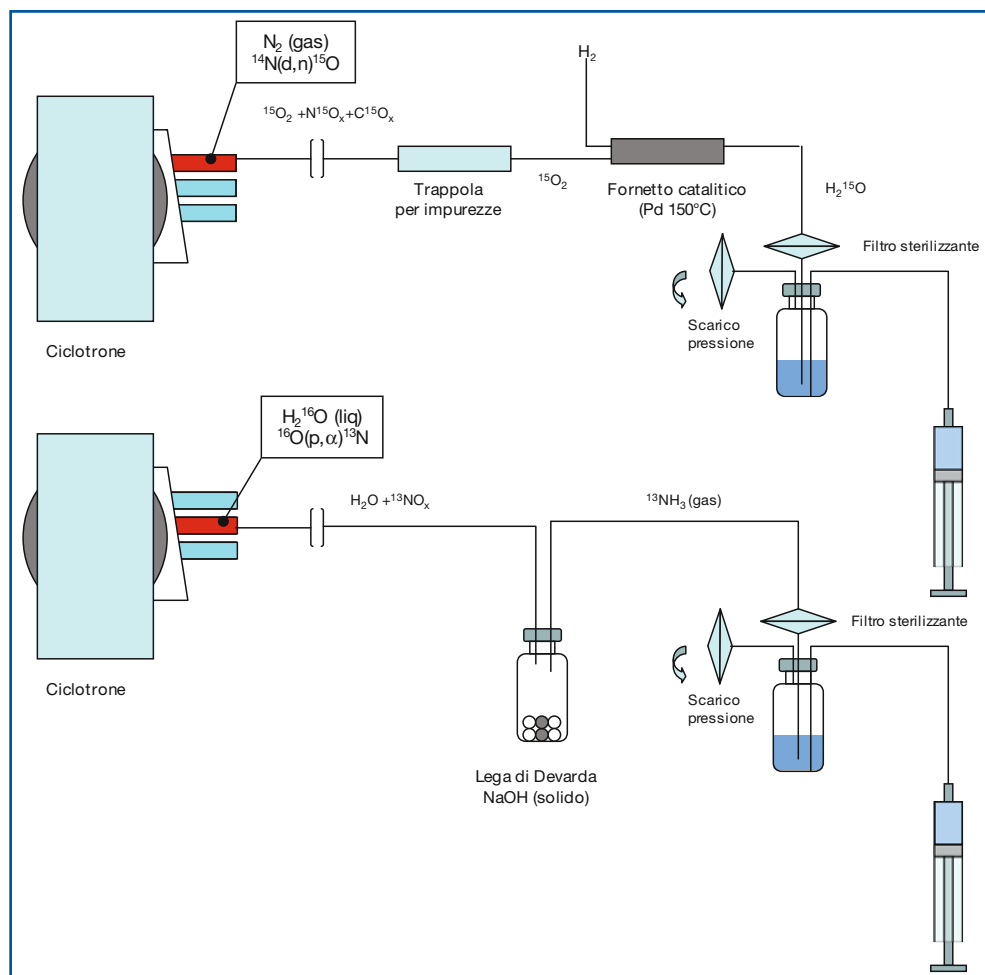 N₂ (gas)
¹⁴N(d,n)¹⁵O
H₂
¹⁵O₂ +N¹⁵Oₓ+C¹⁵Oₓ
Trappola
per impurezze
¹⁵O₂
Fornetto catalitico
(Pd 150°C)
H₂¹⁵O
Filtro sterilizzante
Scarico
pressione
Ciclotrone
H₂¹⁶O (liq)
¹⁶O(p,α)¹³N
H₂O +¹³NOₓ
¹³NH₃ (gas)
Filtro sterilizzante
Scarico
pressione
Ciclotrone
Lega di Devarda
NaOH (solido)